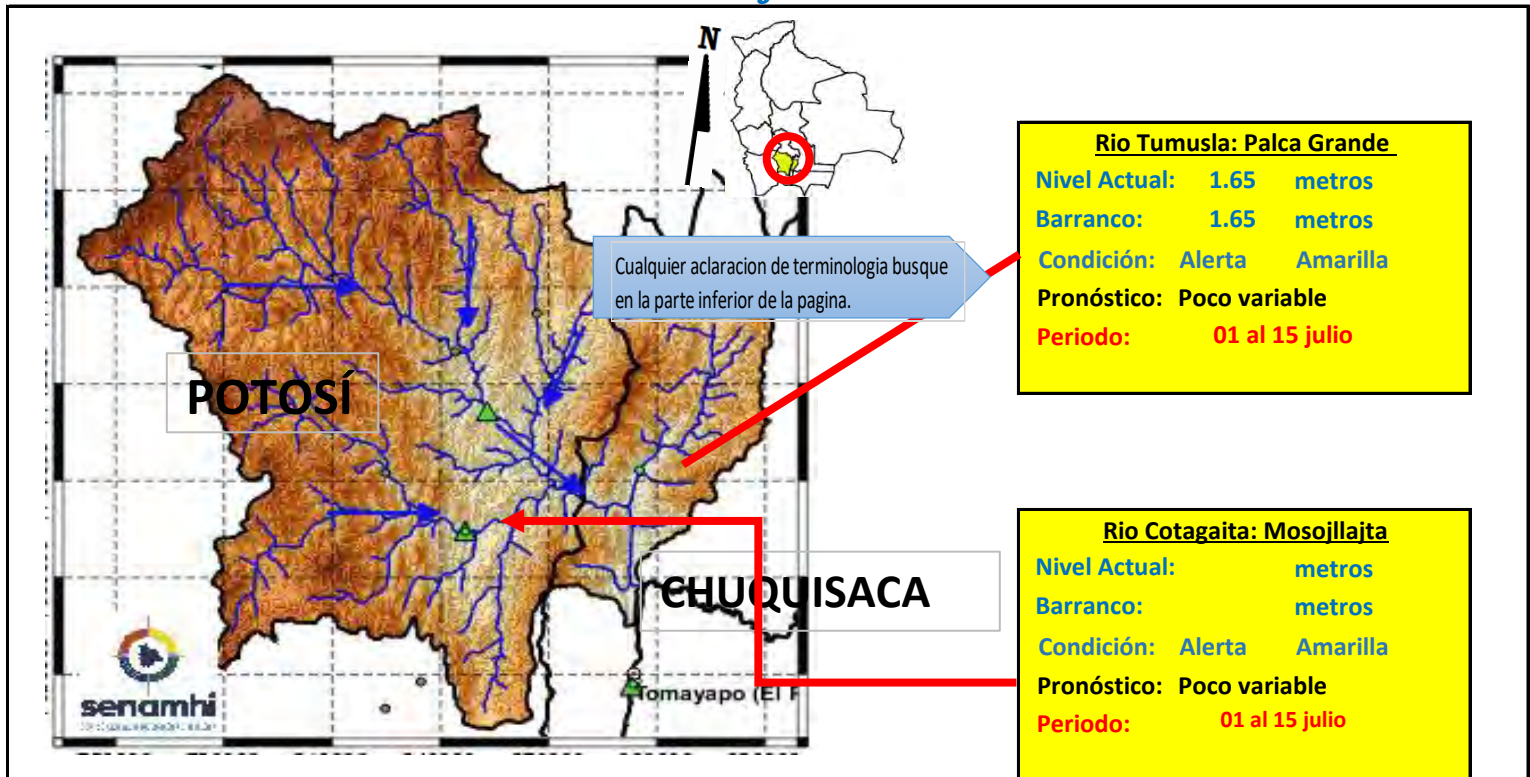 N
Cualquier aclaracion de terminologia busque
en la parte inferior de la pagina.
POTOSÍ
CHUQUISACA
Tomayapo (El
senamhi
Rio Tumusla: Palca Grande
Nivel Actual: 1.65 metros
Barranco: 1.65 metros
Condición: Alerta Amarilla
Pronóstico: Poco variable
Periodo: 01 al 15 julio
Rio Cotagaita: Mosojllajta
Nivel Actual: metros
Barranco: metros
Condición: Alerta Amarilla
Pronóstico: Poco variable
Periodo: 01 al 15 julio